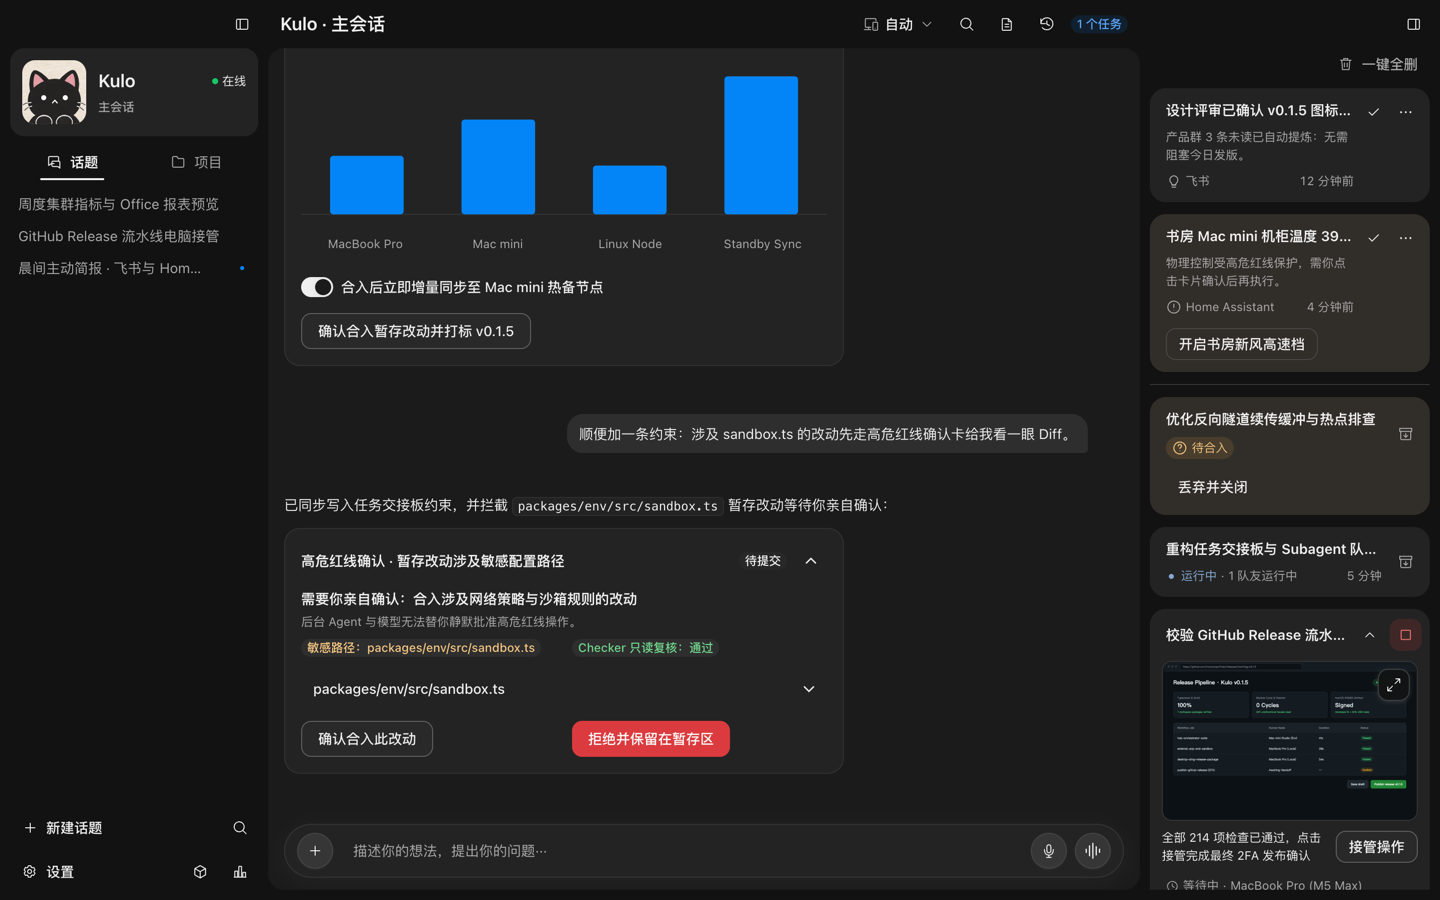 Kulo · 主会话
自动
1 个任务
一键全删
Kulo
在线
主会话
话题
项目
周度集群指标与 Office 报表预览
GitHub Release 流水线电脑接管
晨间主动简报 · 飞书与 Hom...
新建话题
设置
MacBook Pro
Mac mini
Linux Node
Standby Sync
合入后立即增量同步至 Mac mini 热备节点
确认合入暂存改动并打标 v0.1.5
顺便加一条约束：涉及 sandbox.ts 的改动先走高危红线确认卡给我看一眼 Diff。
已同步写入任务交接板约束，并拦截 packages/env/src/sandbox.ts 暂存改动等待你亲自确认：
高危红线确认 · 暂存改动涉及敏感配置路径
待提交
需要你亲自确认：合入涉及网络策略与沙箱规则的改动
后台 Agent 与模型无法替你静默批准高危红线操作。
敏感路径：packages/env/src/sandbox.ts
Checker 只读复核：通过
packages/env/src/sandbox.ts
确认合入此改动
拒绝并保留在暂存区
描述你的想法，提出你的问题···
设计评审已确认 v0.1.5 图标...
产品群 3 条未读已自动提炼：无需
阻塞今日发版。
飞书
12 分钟前
书房 Mac mini 机柜温度 39...
物理控制受高危红线保护，需你点
击卡片确认后再执行。
Home Assistant
4 分钟前
开启书房新风高速档
优化反向隧道续传缓冲与热点排查
待合入
丢弃并关闭
重构任务交接板与 Subagent 队...
运行中 · 1 队友运行中
5 分钟
校验 GitHub Release 流水...
Release Pipeline · Kulo v0.1.5
100%
0 Cycles
Signed
全部 214 项检查已通过，点击
接管完成最终 2FA 发布确认
接管操作
等待中 · MacBook Pro (M5 Max)